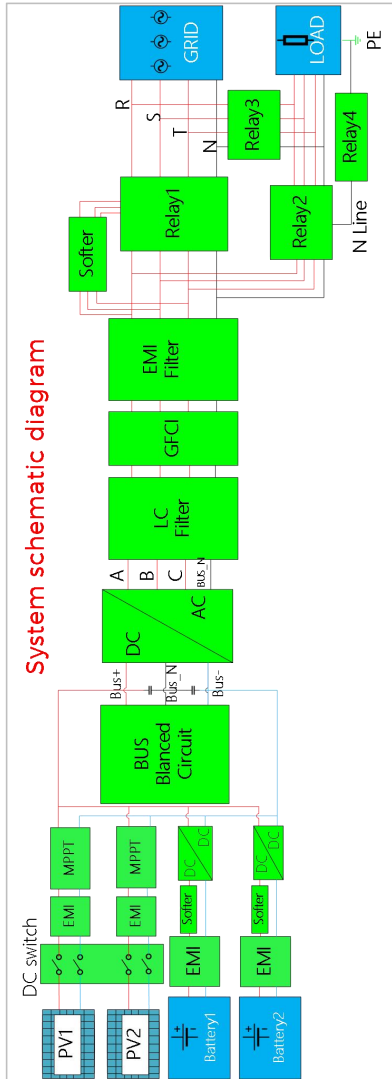 System schematic diagram
DC switch
PV1
PV2
Battery1
Battery2
EMI
EMI
EMI
EMI
MPPT
MPPT
Softer
Softer
DC
DC
DC
DC
BUS
Blanced
Circuit
Bus+
Bus_N
Bus-
DC
AC
A
B
C
BUS_N
LC
Filter
GFCI
EMI
Filter
Softer
Relay1
Relay2
N Line
Relay3
Relay4
R
S
T
N
GRID
LOAD
PE